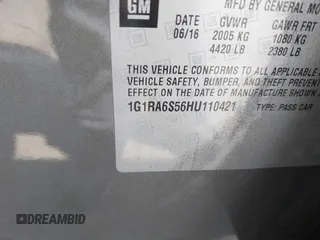 GM
MFD BY GENERAL MO
DATE GVWR GAWR FRT
06/16 2005 KG 1080 KG
4420 LB 2380 LB
THIS VEHICLE CONFORMS TO ALL APPLI
VEHICLE SAFETY, BUMPER, AND THEFT PREVENT
EFFECT ON THE DATE OF MANUFACTURE SHOWN
1G1RA6S56HU110421 TYPE: PASS CAR
DREAMBID